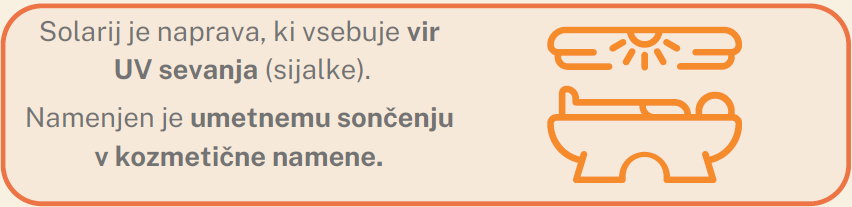 Solarij je naprava, ki vsebuje vir
UV sevanja (sijalke).
Namenjen je umetnemu sončenju
v kozmetične namene.